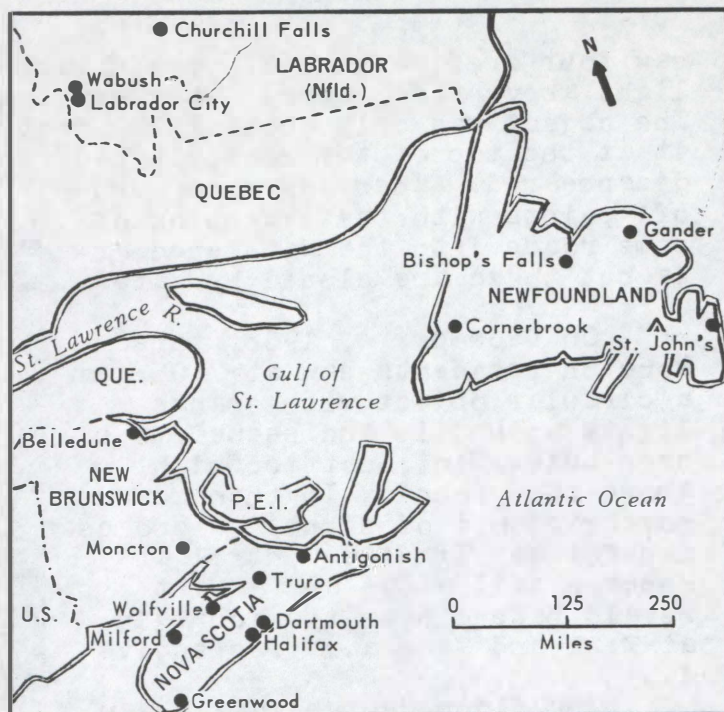 Churchill Falls
N
LABRADOR
(Nfld.)
Wabush
Labrador City
QUEBEC
Gander
Bishop's Falls
NEWFOUNDLAND
Cornerbrook
St. John's
St. Lawrence R.
QUE.
Gulf of
St. Lawrence
Belledune
NEW
BRUNSWICK
P.E.I.
Atlantic Ocean
Moncton
Antigonish
Truro
U.S.
Wolfville
NOVA SCOTIA
Dartmouth
Milford
Halifax
0 125 250
Miles
Greenwood